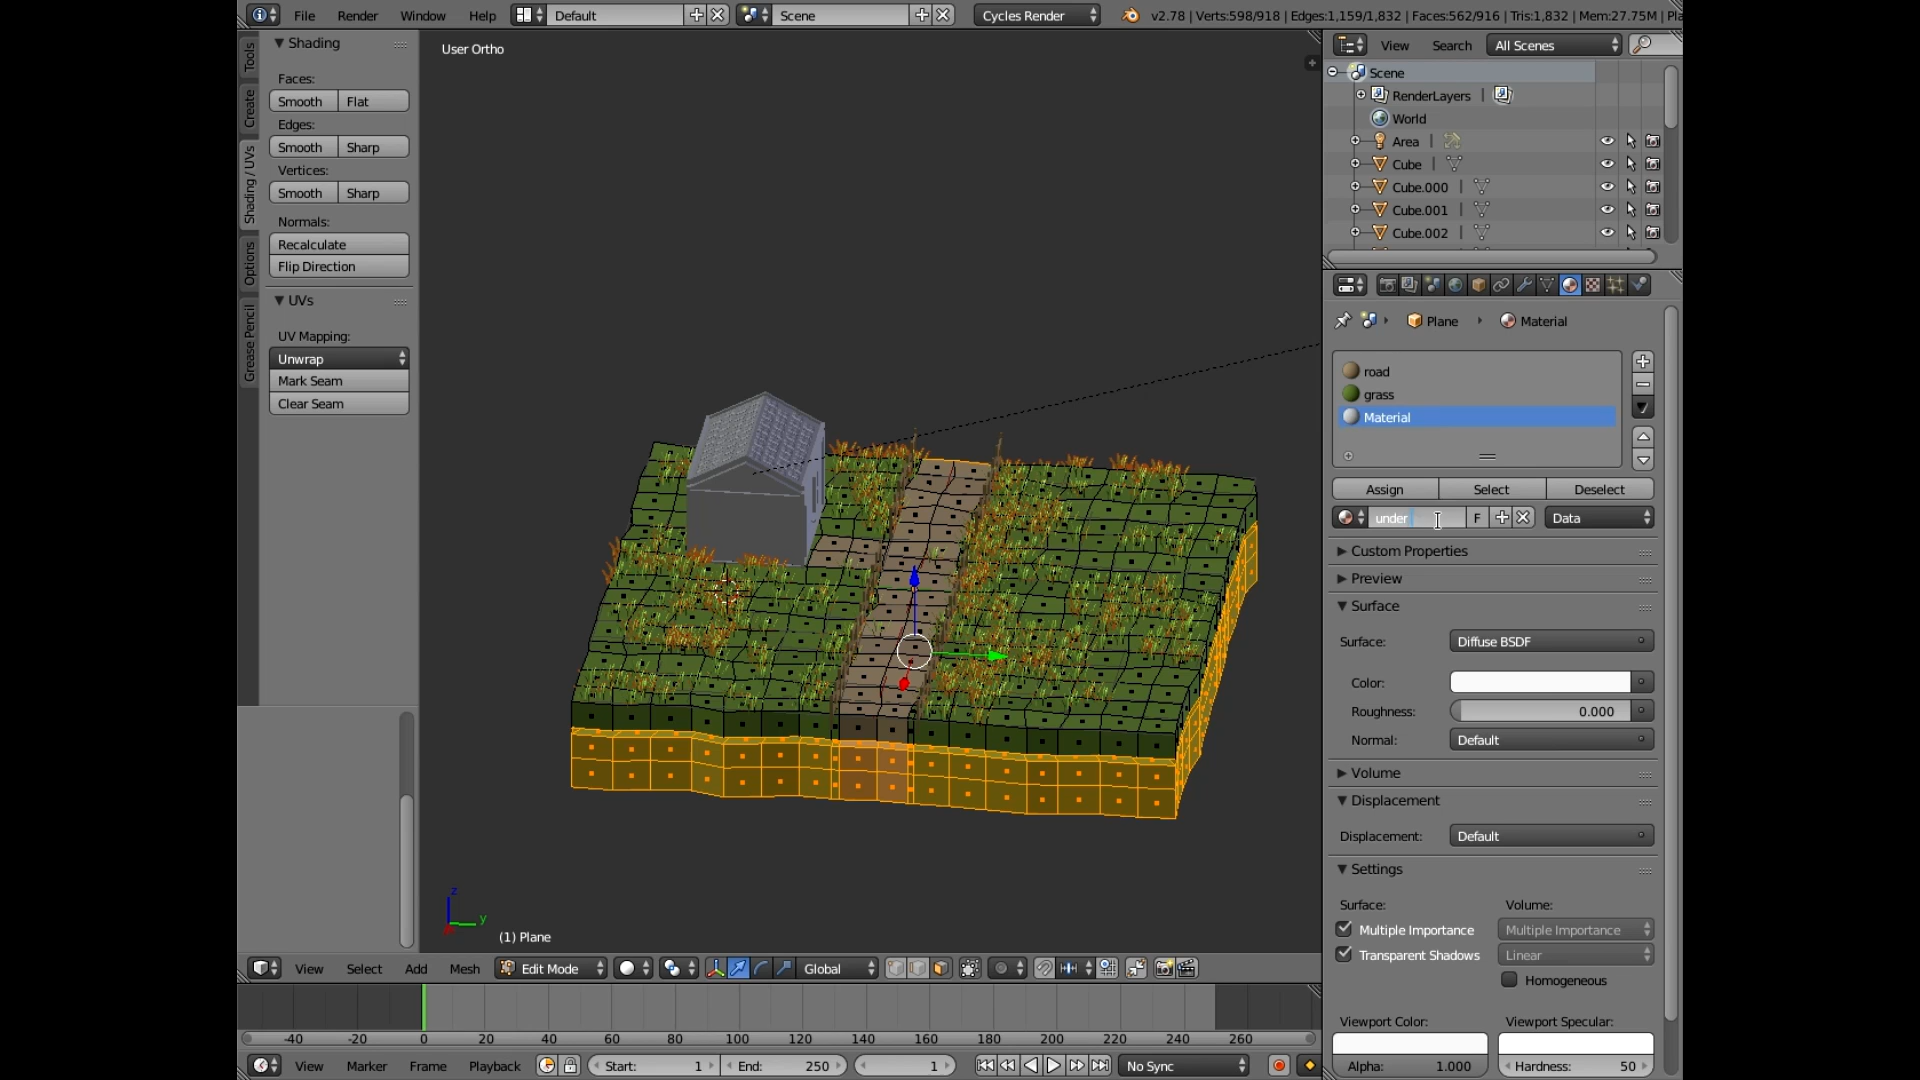 File Render Window Help Default Scene Cycles Render v2.78 | Verts:598/918 | Edges:1,159/1,832 | Faces:562/916 | Tris:1,832 | Mem:27.75M | Pla
Tools
Create
Shading / UVs
Options
Grease Pencil
Shading
Faces:
Smooth Flat
Edges:
Smooth Sharp
Vertices:
Smooth Sharp
Normals:
Recalculate
Flip Direction
UVs
UV Mapping:
Unwrap
Mark Seam
Clear Seam
User Ortho
z
y
(1) Plane
View Select Add Mesh Edit Mode Global
-40 -20 0 20 40 60 80 100 120 140 160 180 200 220 240 260
View Marker Frame Playback Start: 1 End: 250 1 No Sync
View Search All Scenes
Scene
RenderLayers |
World
Area |
Cube |
Cube.000 |
Cube.001 |
Cube.002 |
Plane Material
road
grass
Material
Assign Select Deselect
under F Data
Custom Properties
Preview
Surface
Surface: Diffuse BSDF
Color:
Roughness: 0.000
Normal: Default
Volume
Displacement
Displacement: Default
Settings
Surface: Volume:
Multiple Importance Multiple Importance
Transparent Shadows Linear
Homogeneous
Viewport Color: Viewport Specular:
Alpha: 1.000 Hardness: 50